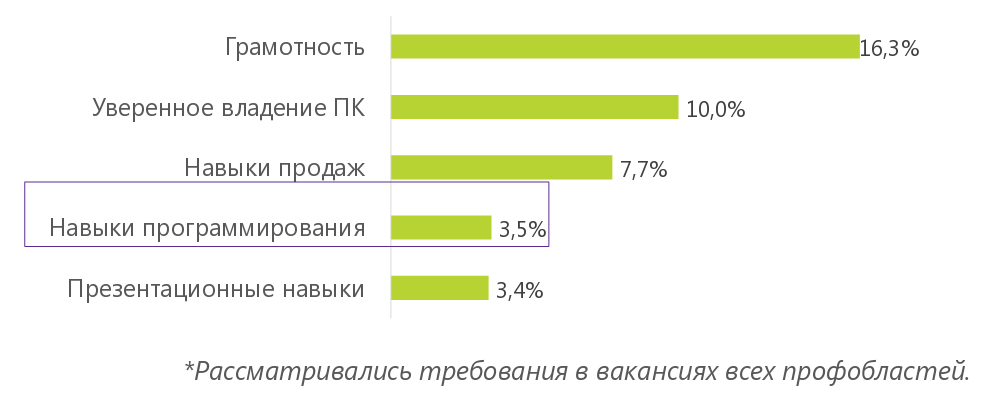 Грамотность 16,3%
Уверенное владение ПК 10,0%
Навыки продаж 7,7%
Навыки программирования 3,5%
Презентационные навыки 3,4%
*Рассматривались требования в вакансиях всех профобластей.